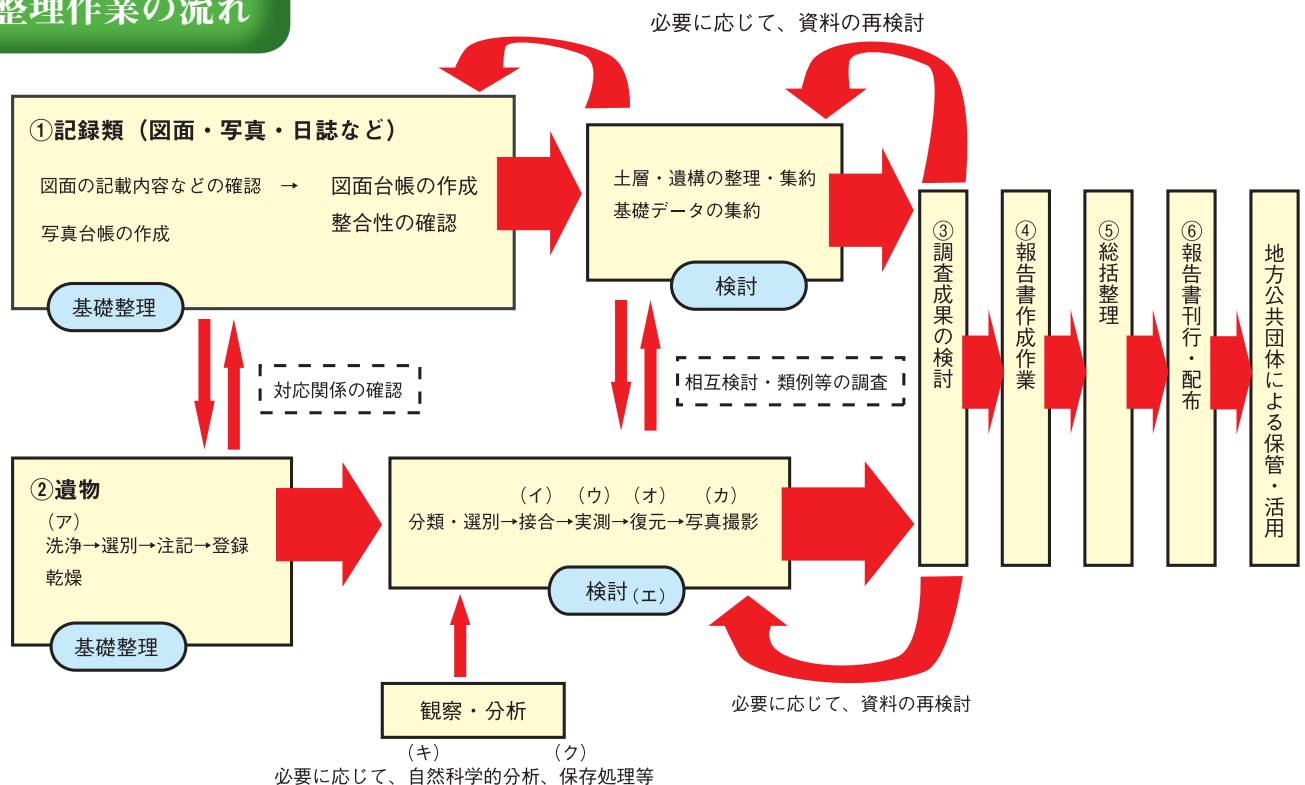 整理作業の流れ
必要に応じて、資料の再検討
①記録類（図面・写真・日誌など）
図面の記載内容などの確認　→　図面台帳の作成
整合性の確認
写真台帳の作成
基礎整理
土層・遺構の整理・集約
基礎データの集約
検討
対応関係の確認
相互検討・類例等の調査
②遺物
（ア）
洗浄→選別→注記→登録
乾燥
基礎整理
（イ）（ウ）（オ）（カ）
分類・選別→接合→実測→復元→写真撮影
検討（エ）
観察・分析
（キ）（ク）
必要に応じて、自然科学的分析、保存処理等
必要に応じて、資料の再検討
③調査成果の検討
④報告書作成作業
⑤総括整理
⑥報告書刊行・配布
地方公共団体による保管・活用